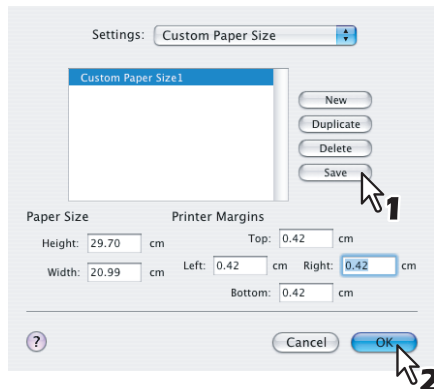 Settings: Custom Paper Size
Custom Paper Size1
New
Duplicate
Delete
Save
1
Paper Size Printer Margins
Height: 29.70 cm Top: 0.42 cm
Width: 20.99 cm Left: 0.42 cm Right: 0.42 cm
Bottom: 0.42 cm
? Cancel OK
2